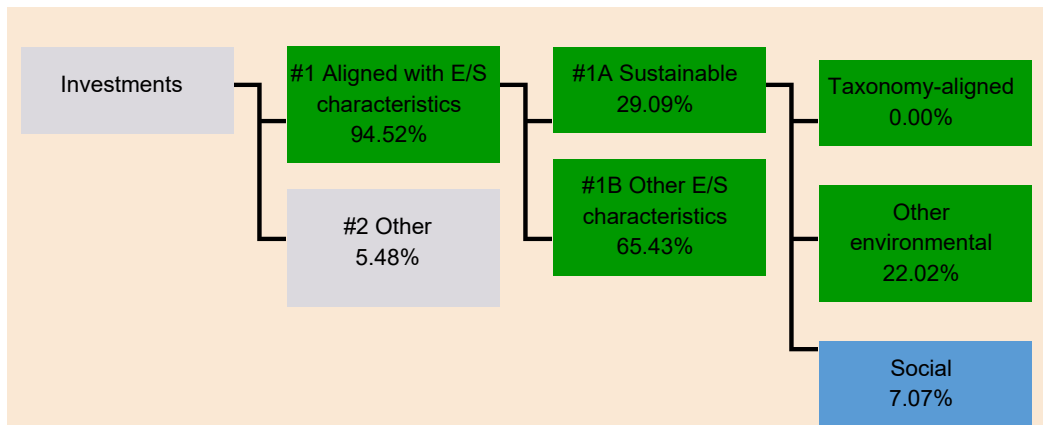 Investments
#1 Aligned with E/S
characteristics
94.52%
#2 Other
5.48%
#1A Sustainable
29.09%
#1B Other E/S
characteristics
65.43%
Taxonomy-aligned
0.00%
Other
environmental
22.02%
Social
7.07%